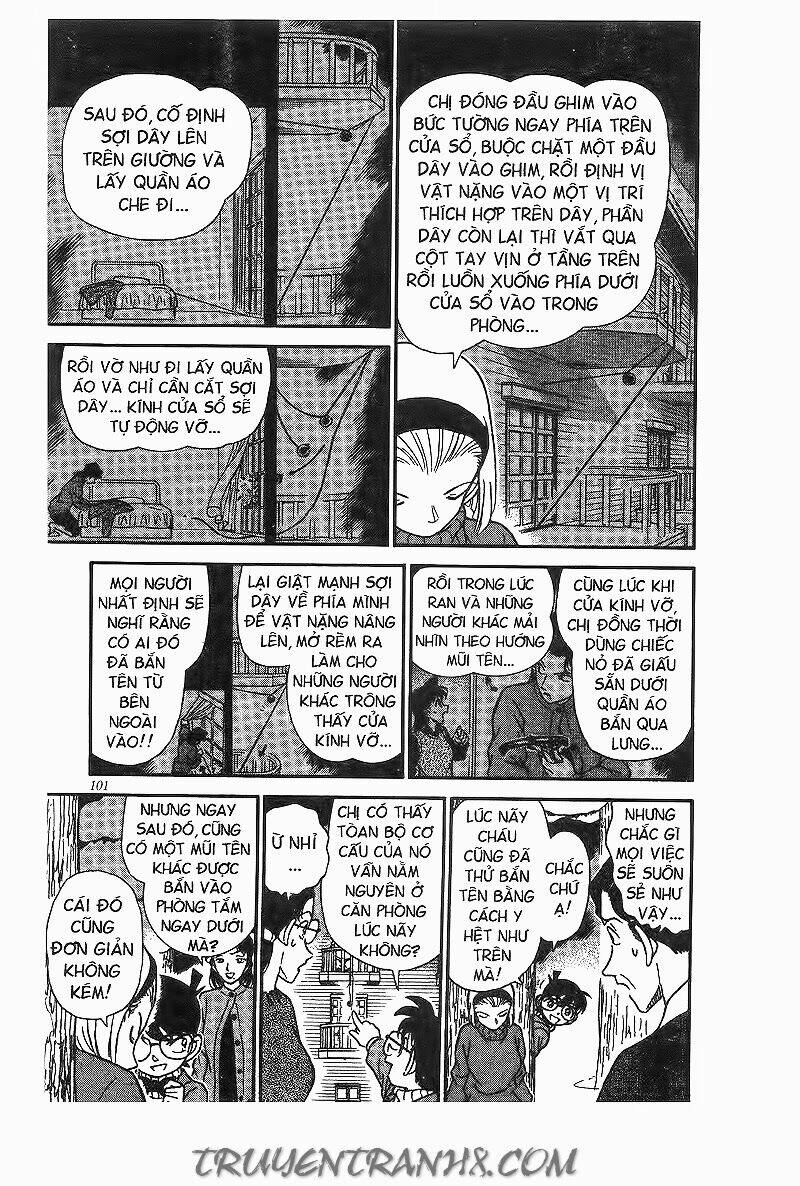 CHỊ ĐÓNG ĐẦU GHIM VÀO
BỨC TƯỜNG NGAY PHÍA TRÊN
CỬA SỔ, BUỘC CHẶT MỘT ĐẦU
DÂY VÀO GHIM, RỒI ĐỊNH VỊ
VẬT NẶNG VÀO MỘT VỊ TRÍ
THÍCH HỢP TRÊN DÂY, PHẦN
DÂY CÒN LẠI THÌ VẮT QUA
CỘT TAY VỊN Ở TẦNG TRÊN
RỒI LUỒN XUỐNG PHÍA DƯỚI
CỬA SỔ VÀO TRONG
PHÒNG...
SAU ĐÓ, CỐ ĐỊNH
SỢI DÂY LÊN
TRÊN GIƯỜNG VÀ
LẤY QUẦN ÁO
CHE ĐI...
RỒI VỜ NHƯ ĐI LẤY QUẦN
ÁO VÀ CHỈ CẦN CẮT SỢI
DÂY... KÍNH CỬA SỔ SẼ
TỰ ĐỘNG VỠ...
CÙNG LÚC KHI
CỬA KÍNH VỠ,
CHỊ ĐỒNG THỜI
DÙNG CHIẾC
NỎ ĐÃ GIẤU
SẴN DƯỚI
QUẦN ÁO
BẮN QUA
LƯNG...
RỒI TRONG LÚC
RAN VÀ NHỮNG
NGƯỜI KHÁC MẢI
NHÌN THEO HƯỚNG
MŨI TÊN...
LẠI GIẬT MẠNH SỢI
DÂY VỀ PHÍA MÌNH
ĐỂ VẬT NẶNG NÂNG
LÊN, MỞ RÈM RA
LÀM CHO
NHỮNG NGƯỜI
KHÁC TRÔNG
THẤY CỬA
KÍNH VỠ...
MỌI NGƯỜI
NHẤT ĐỊNH SẼ
NGHĨ RẰNG
CÓ AI ĐÓ
ĐÃ BẮN
TÊN TỪ
BÊN
NGOÀI
VÀO!!
101
NHƯNG
CHẮC GÌ
MỌI VIỆC
SẼ SUÔN
SẺ NHƯ
VẬY...
CHẮC
CHỨ
Ạ!
LÚC NÃY
CHÁU
CŨNG ĐÃ
THỬ BẮN
TÊN BẰNG
CÁCH Y
HỆT NHƯ
TRÊN
MÀ!
CHỊ CÓ THẤY
TOÀN BỘ CƠ
CẤU CỦA NÓ
VẪN NẰM
NGUYÊN Ở
CĂN PHÒNG
LÚC NÃY
KHÔNG?
Ừ NHỈ
...
NHƯNG NGAY
SAU ĐÓ, CŨNG
CÓ MỘT MŨI TÊN
KHÁC ĐƯỢC
BẮN VÀO
PHÒNG TẮM
NGAY DƯỚI
MÀ?
CÁI ĐÓ
CŨNG
ĐƠN GIẢN
KHÔNG
KÉM!
TRUYENTRANH8.COM